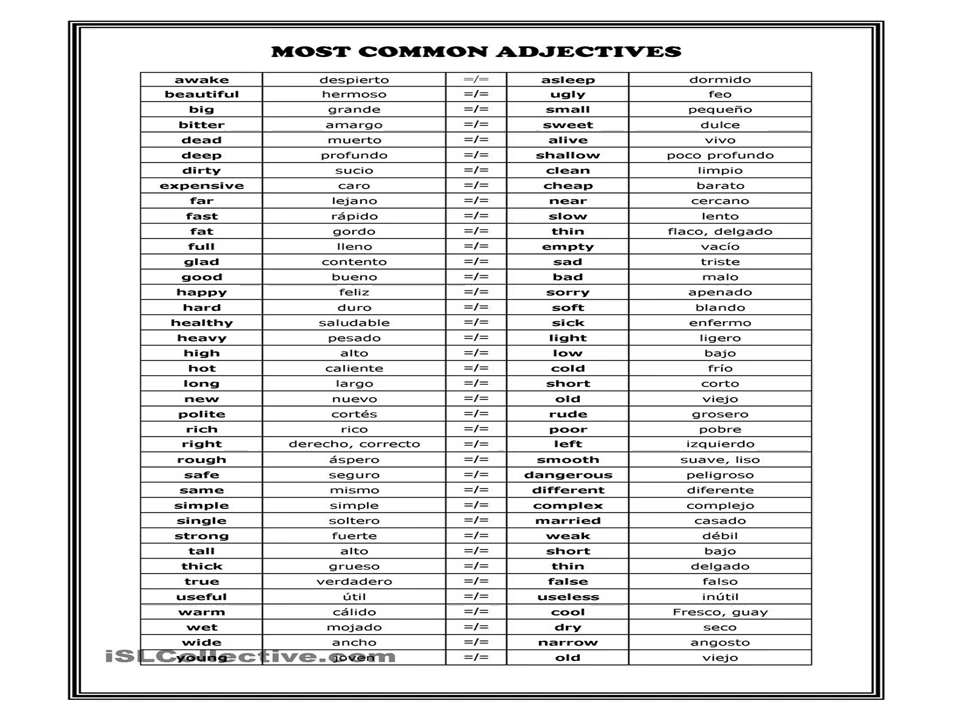 MOST COMMON ADJECTIVES
awake despierto =/= asleep dormido
beautiful hermoso =/= ugly feo
big grande =/= small pequeño
bitter amargo =/= sweet dulce
dead muerto =/= alive vivo
deep profundo =/= shallow poco profundo
dirty sucio =/= clean limpio
expensive caro =/= cheap barato
far lejano =/= near cercano
fast rápido =/= slow lento
fat gordo =/= thin flaco, delgado
full lleno =/= empty vacío
glad contento =/= sad triste
good bueno =/= bad malo
happy feliz =/= sorry apenado
hard duro =/= soft blando
healthy saludable =/= sick enfermo
heavy pesado =/= light ligero
high alto =/= low bajo
hot caliente =/= cold frío
long largo =/= short corto
new nuevo =/= old viejo
polite cortés =/= rude grosero
rich rico =/= poor pobre
right derecho, correcto =/= left izquierdo
rough áspero =/= smooth suave, liso
safe seguro =/= dangerous peligroso
same mismo =/= different diferente
simple simple =/= complex complejo
single soltero =/= married casado
strong fuerte =/= weak débil
tall alto =/= short bajo
thick grueso =/= thin delgado
true verdadero =/= false falso
useful útil =/= useless inútil
warm cálido =/= cool Fresco, guay
wet mojado =/= dry seco
wide ancho =/= narrow angosto
young joven =/= old viejo
iSLCollective.com